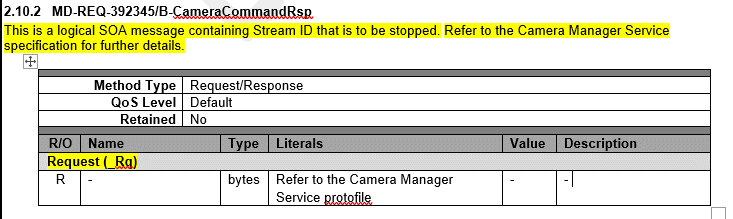 2.10.2 MD-REQ-392345/B-CameraCommandRsp
This is a logical SOA message containing Stream ID that is to be stopped. Refer to the Camera Manager Service
specification for further details.
Method Type Request/Response
QoS Level Default
Retained No
R/O Name Type Literals Value Description
Request (_Rq)
R - bytes Refer to the Camera Manager - -
Service protofile